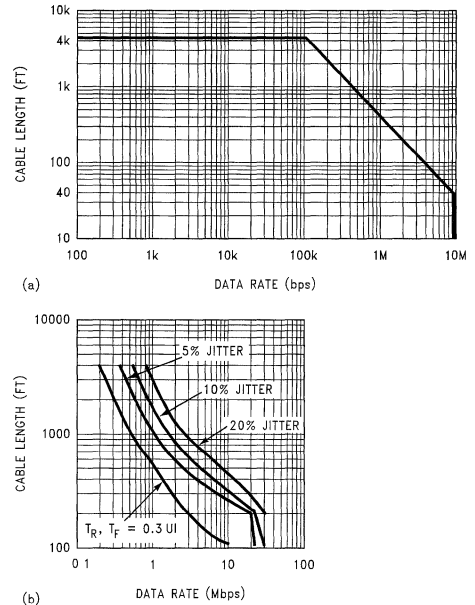 10k
4k
1k
100
40
10
CABLE LENGTH (FT)
100 1k 10k 100k 1M 10M
(a) DATA RATE (bps)
10000
1000
100
CABLE LENGTH (FT)
5% JITTER
10% JITTER
20% JITTER
TR, TF = 0.3 UI
0 1 1 10 100
(b) DATA RATE (Mbps)